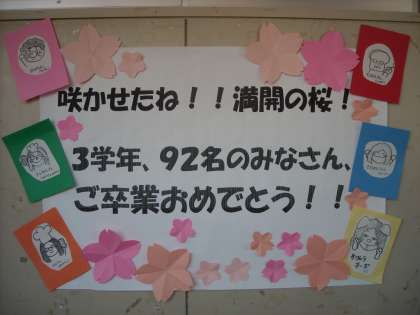 咲かせたね！！満開の桜！
3学年、92名のみなさん、
ご卒業おめでとう！！